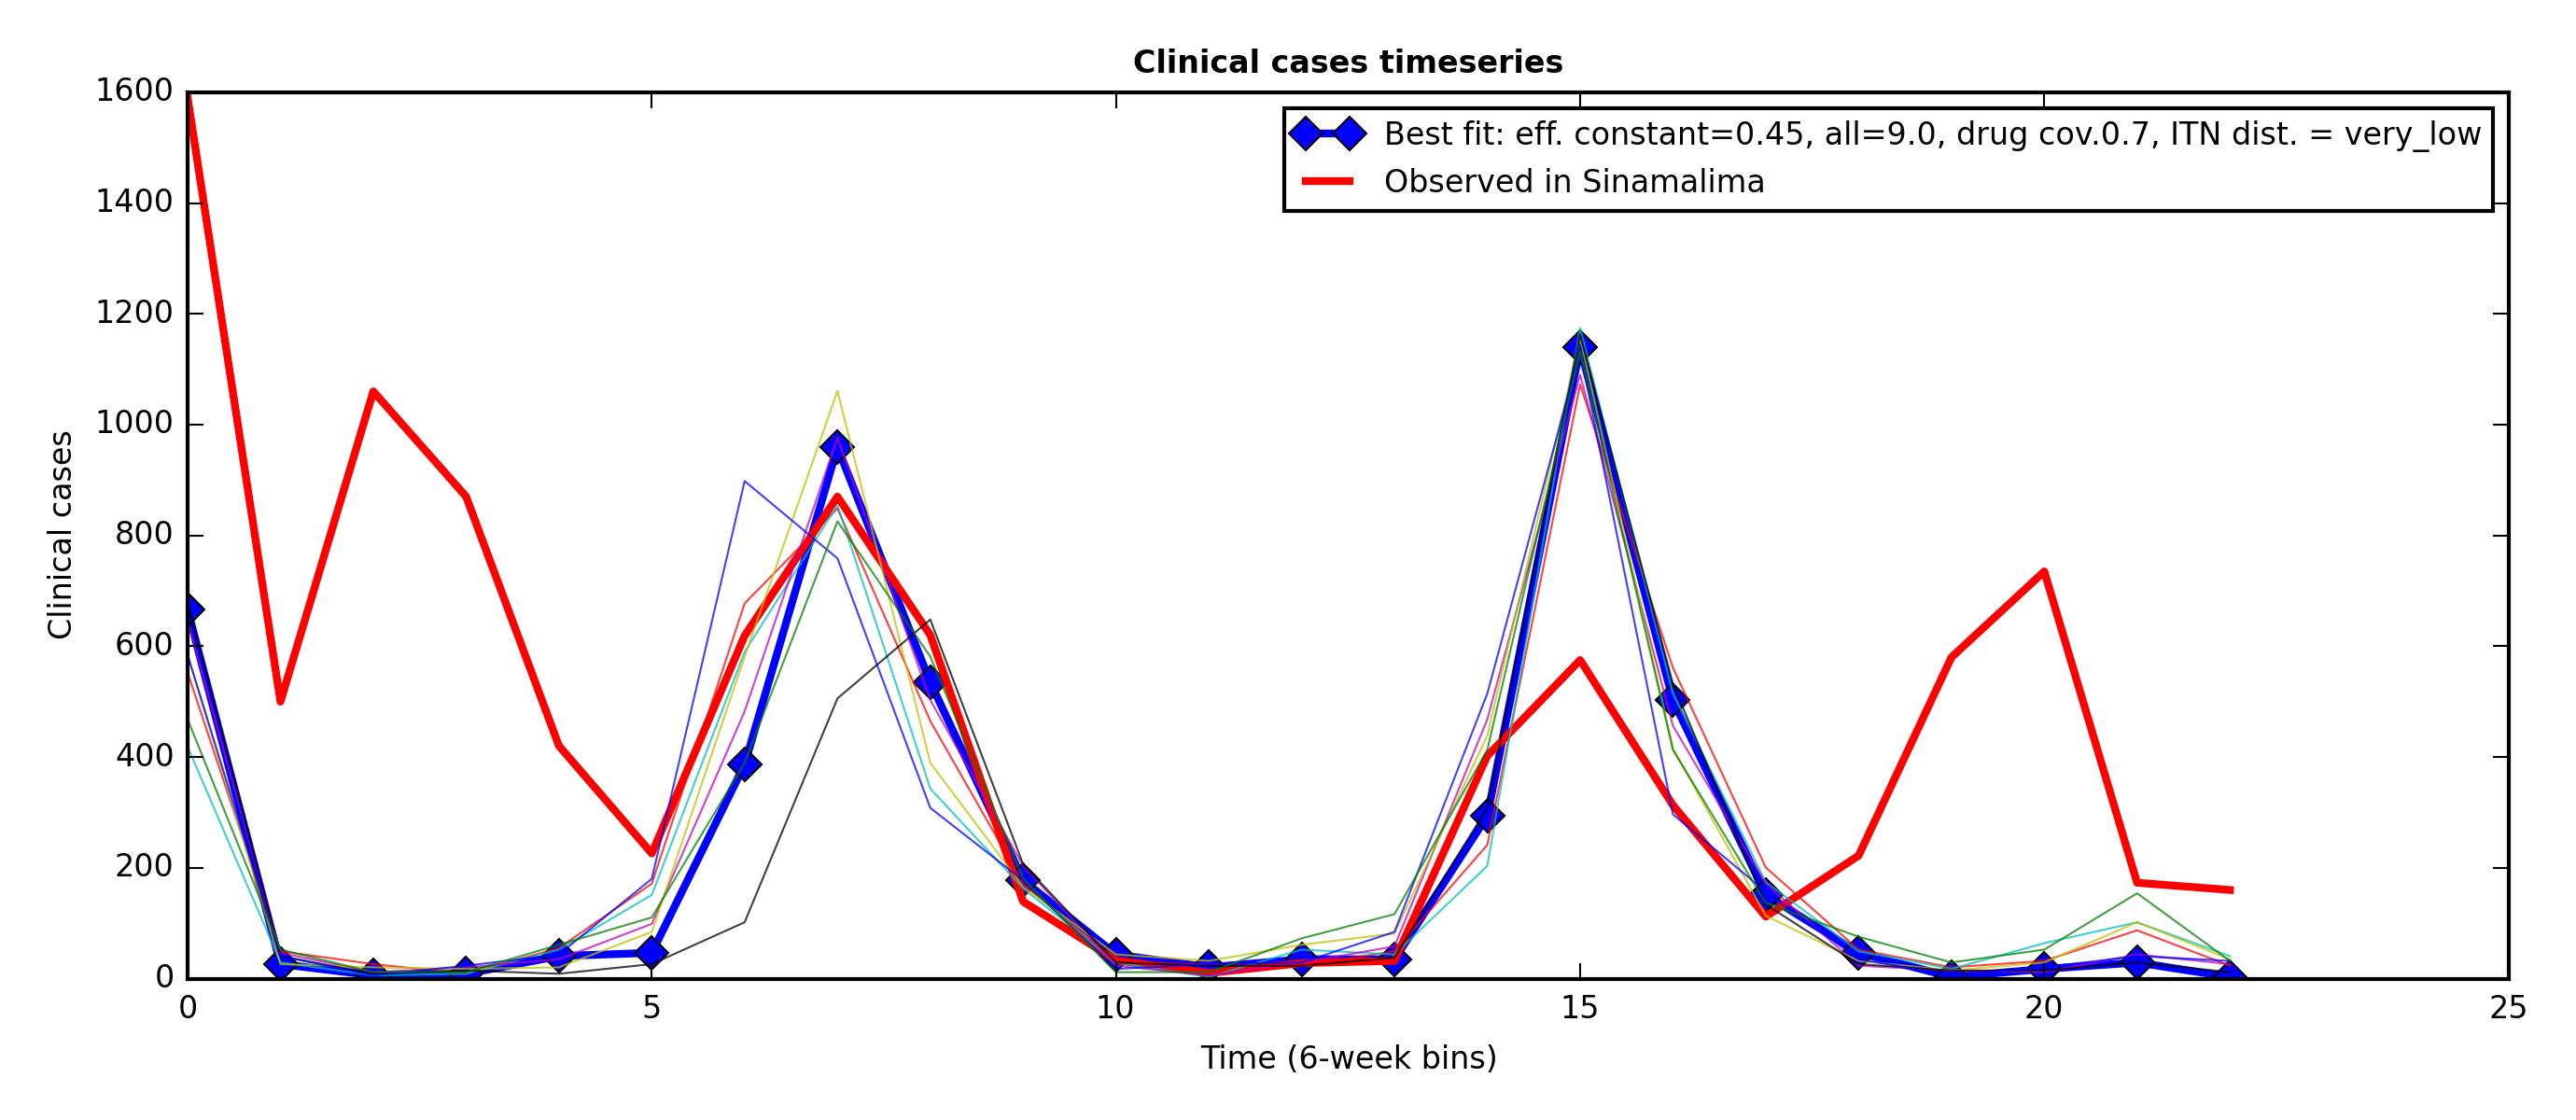 Clinical cases timeseries
1600
1400
1200
1000
800
600
400
200
0
Clinical cases
Best fit: eff. constant=0.45, all=9.0, drug cov.0.7, ITN dist. = very_low
Observed in Sinamalima
0 5 10 15 20 25
Time (6-week bins)